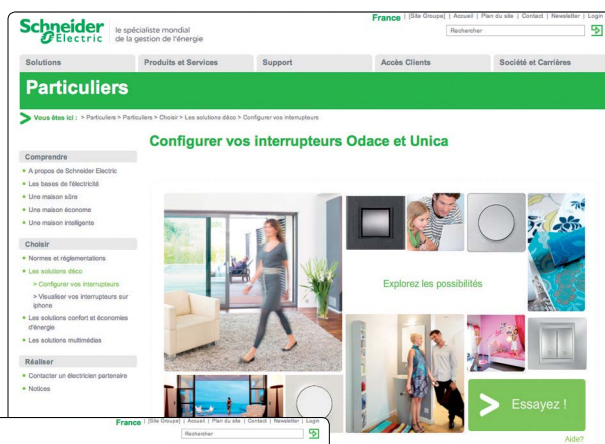 France | [Site Groupe] | Accueil | Plan du site | Contact | Newsletter | Login
Schneider Electric
le spécialiste mondial
de la gestion de l'énergie
Rechercher
Solutions
Produits et Services
Support
Accès Clients
Société et Carrières
Particuliers
Vous êtes ici : > Particuliers > Particuliers > Choisir > Les solutions déco > Configurer vos interrupteurs
Configurer vos interrupteurs Odace et Unica
Comprendre
A propos de Schneider Electric
Les bases de l'électricité
Une maison sûre
Une maison économe
Une maison intelligente
Choisir
Normes et réglementations
Les solutions déco
> Configurer vos interrupteurs
> Visualiser vos interrupteurs sur
iphone
Les solutions confort et économies
d'énergie
Les solutions multimédias
Réaliser
Contacter un électricien partenaire
Notices
Explorez les possibilités
Essayez !
Aide?
France | [Site Groupe] | Accueil | Plan du site | Contact | Newsletter | Login
Rechercher